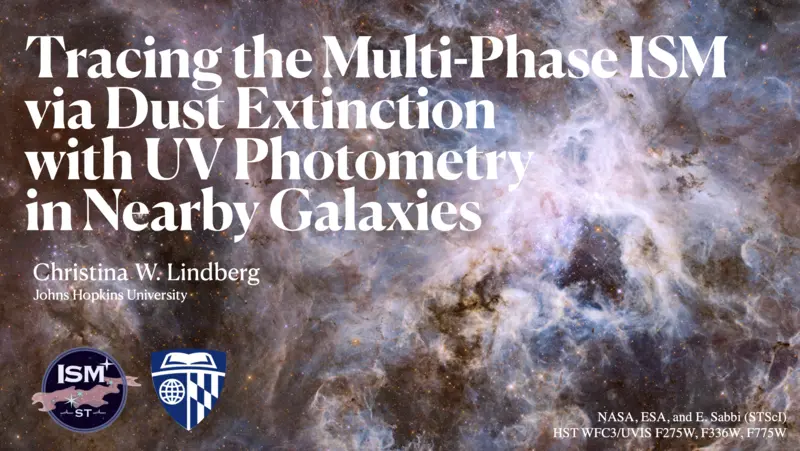 Tracing the Multi-Phase ISM
via Dust Extinction
with UV Photometry
in Nearby Galaxies
Christina W. Lindberg
Johns Hopkins University
ISM
ST
NASA, ESA, and E. Sabbi (STScI)
HST WFC3/UVIS F275W, F336W, F775W